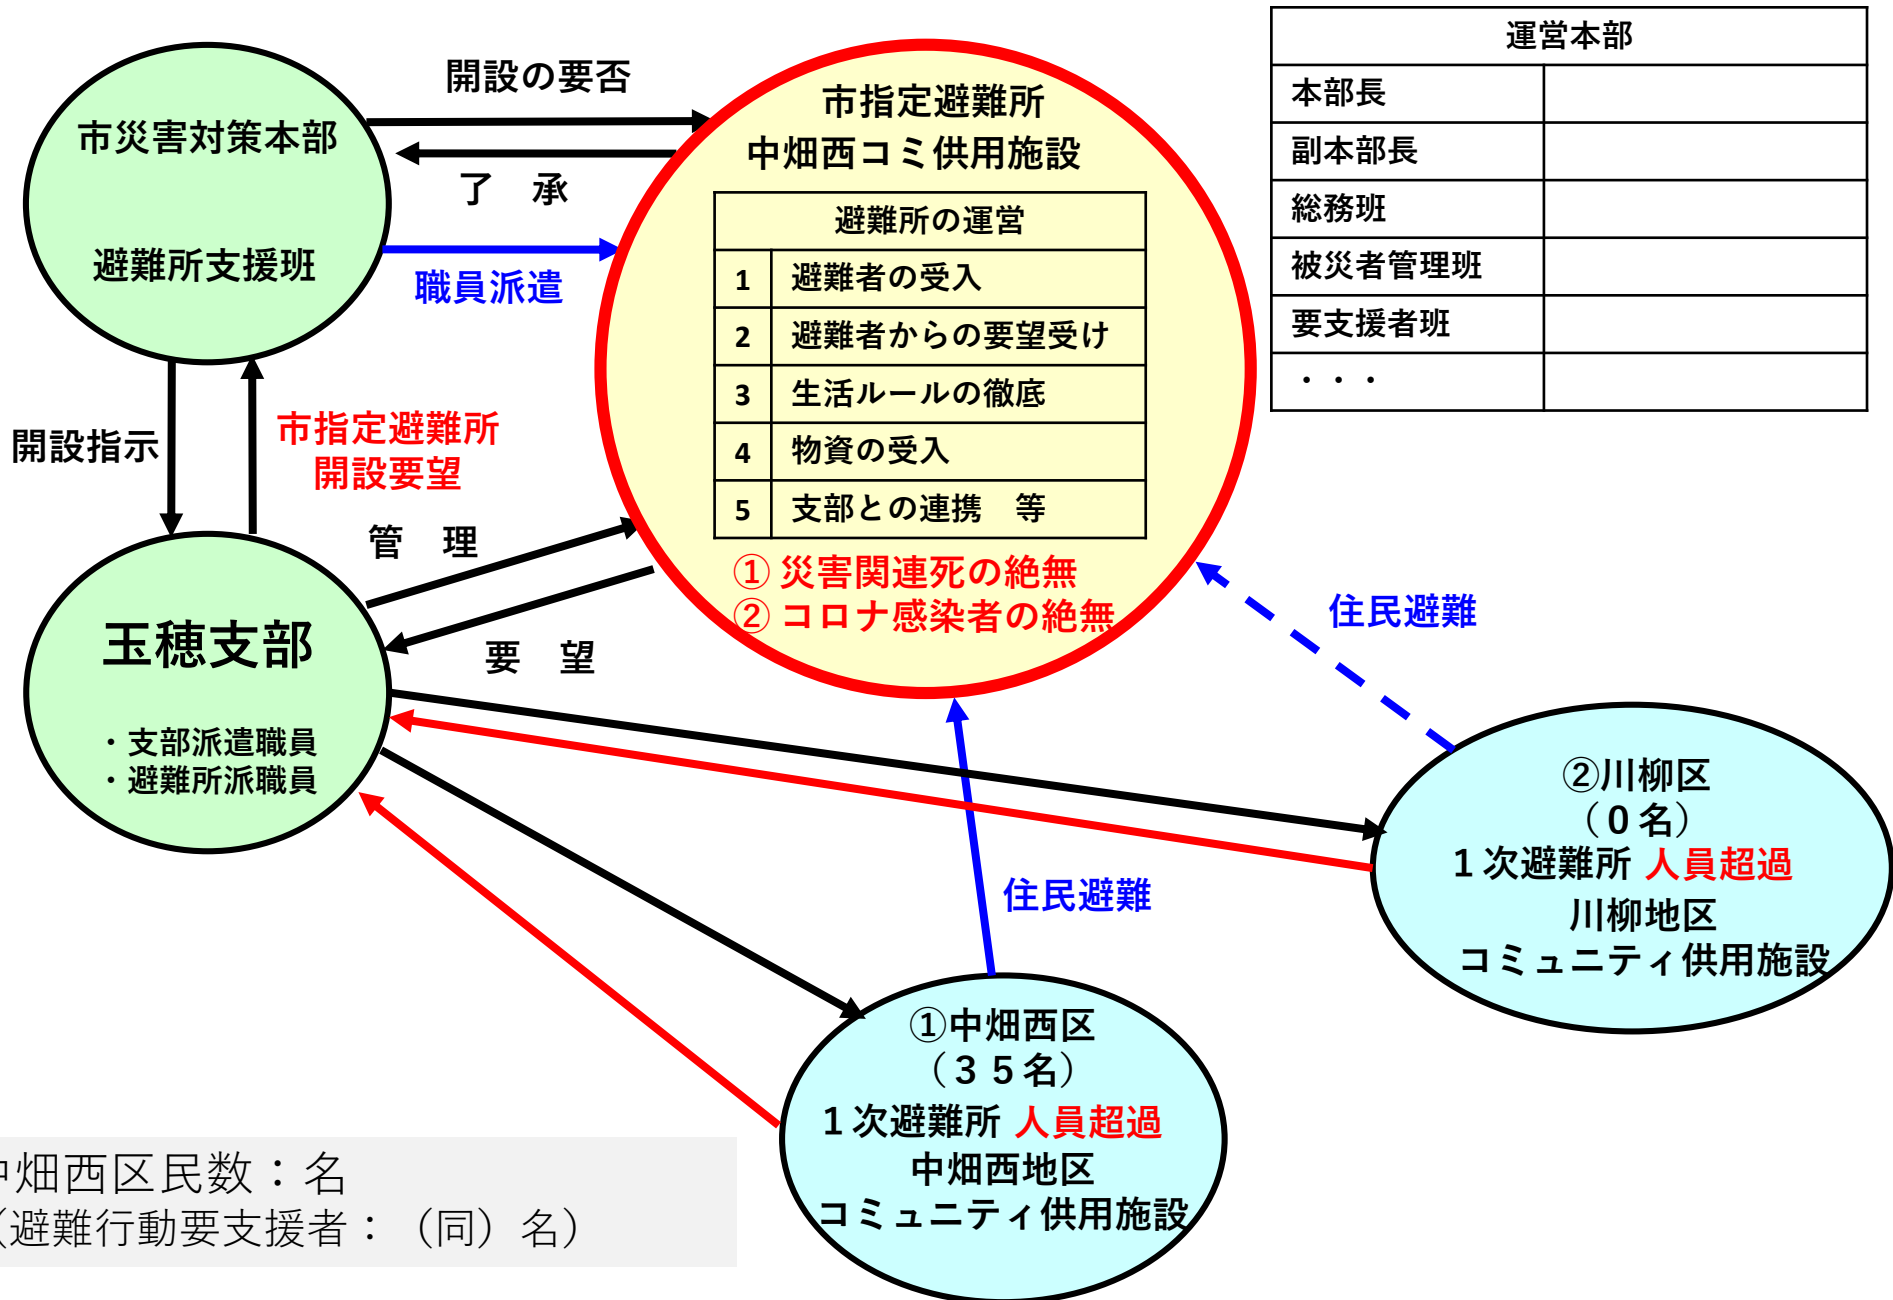 開設の要否
市災害対策本部
避難所支援班
了　承
職員派遣
市指定避難所
中畑西コミ供用施設
避難所の運営
1 避難者の受入
2 避難者からの要望受け
3 生活ルールの徹底
4 物資の受入
5 支部との連携　等
①災害関連死の絶無
②コロナ感染者の絶無
運営本部
本部長
副本部長
総務班
被災者管理班
要支援者班
・・・
開設指示
市指定避難所
開設要望
管　理
要　望
玉穂支部
・支部派遣職員
・避難所派職員
住民避難
住民避難
②川柳区
（０名）
１次避難所 人員超過
川柳地区
コミュニティ供用施設
①中畑西区
（３５名）
１次避難所 人員超過
中畑西地区
コミュニティ供用施設
中畑西区民数：名
（避難行動要支援者：（同）名）